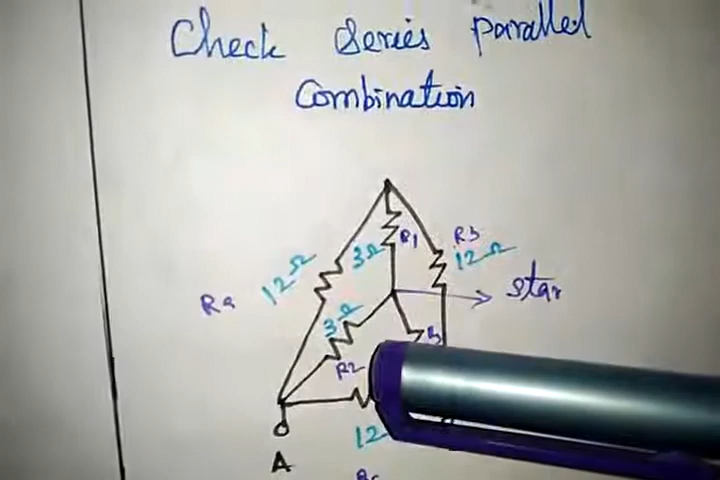 Check Series parallel
Combination
3Ω R1 R3
12Ω 12Ω
Ra star
3Ω
R2
12
A